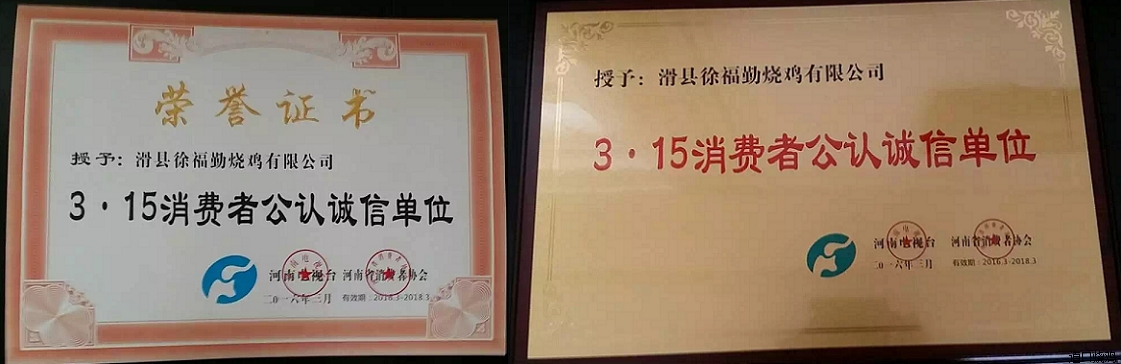 荣誉证书
授予：滑县徐福勤烧鸡有限公司
3·15消费者公认诚信单位
河南电视台 河南省消费者协会
二〇一六年三月 有效期：2016.3-2018.3
授予：滑县徐福勤烧鸡有限公司
3·15消费者公认诚信单位
河南电视台 河南省消费者协会
二〇一六年三月 有效期：2016.3-2018.3